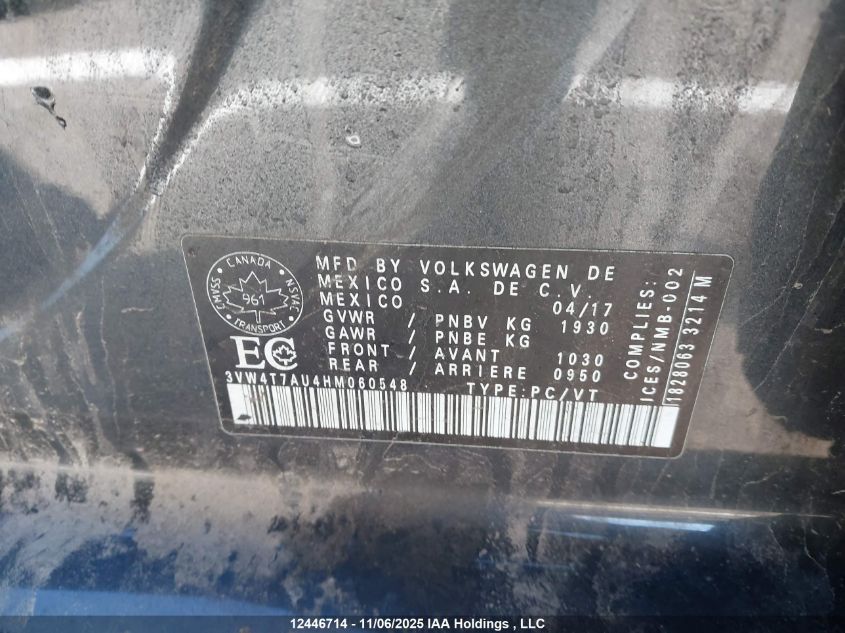 CANADA
SVAMC
NSVAC
961
TRANSPORT
EC
MFD BY VOLKSWAGEN DE
MEXICO S.A. DE C.V.
MEXICO 04/17
GVWR / PNBV KG 1930
GAWR / PNBE KG
FRONT / AVANT 1030
REAR / ARRIERE 0950
3VW4T7AU4HM060548 TYPE:PC/VT
COMPLIES:
ICES/NMB-002
1828063 3214 M
12446714 - 11/06/2025 IAA Holdings , LLC